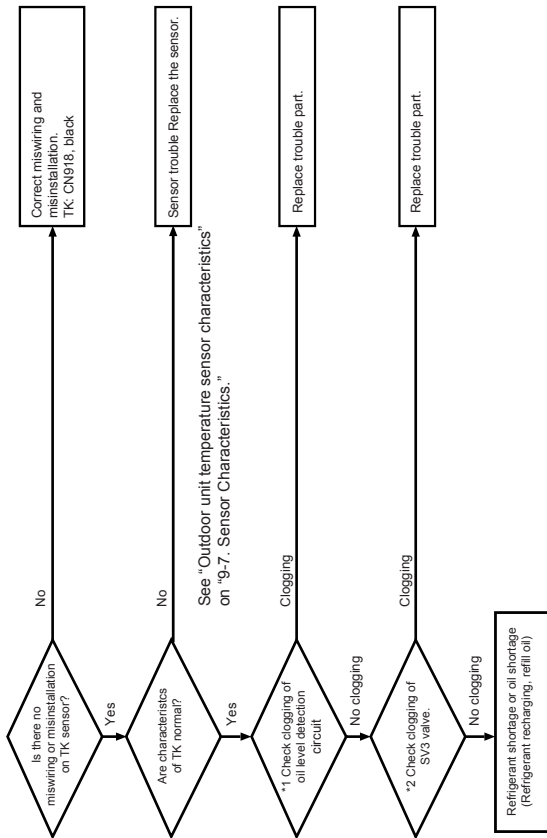 Is there no
miswiring or misinstallation
on TK sensor?
No
Correct miswiring and
misinstallation.
TK: CN918, black
Yes
Are characteristcs
of TK normal?
No
Sensor trouble Replace the sensor.
See "Outdoor unit temperature sensor characteristics"
on "9-7. Sensor Characteristics."
Yes
*1 Check clogging of
oil level detection
circuit
Clogging
Replace trouble part.
No clogging
*2 Check clogging of
SV3 valve.
Clogging
Replace trouble part.
No clogging
Refrigerant shortage or oil shortage
(Refrigerant recharging, refill oil)